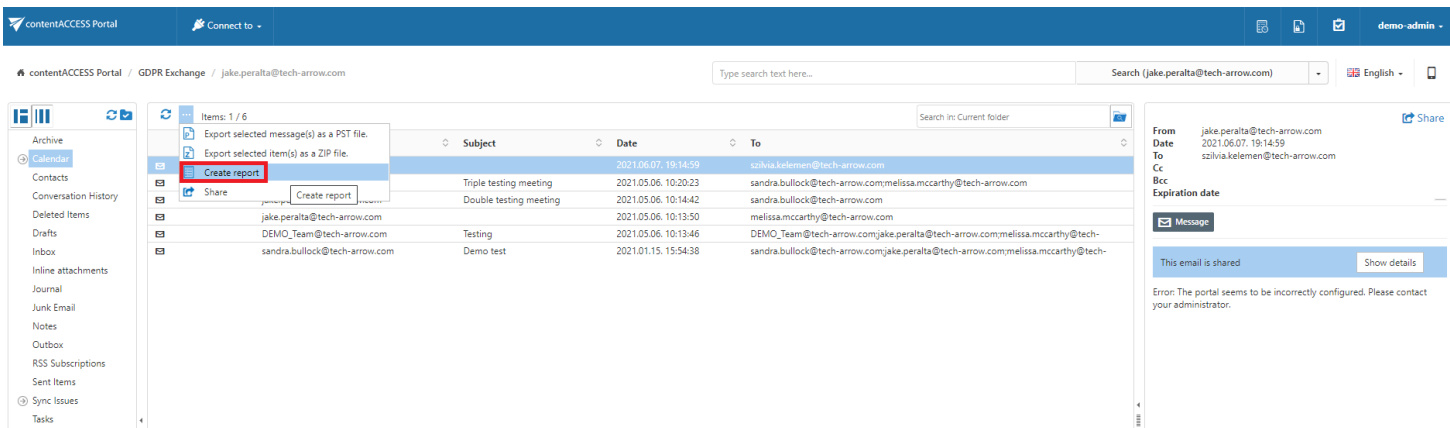 contentACCESS Portal
Connect to
demo-admin
contentACCESS Portal / GDPR Exchange / jake.peralta@tech-arrow.com
Type search text here...
Search (jake.peralta@tech-arrow.com)
English
Items: 1 / 6
Search in: Current folder
Share
Archive
Calendar
Contacts
Conversation History
Deleted Items
Drafts
Inbox
Inline attachments
Journal
Junk Email
Notes
Outbox
RSS Subscriptions
Sent Items
Sync Issues
Tasks
Export selected message(s) as a PST file.
Export selected item(s) as a ZIP file.
Create report
Share
Create report
Subject Date To
2021.06.07. 19:14:59 szilvia.kelemen@tech-arrow.com
Triple testing meeting 2021.05.06. 10:20:23 sandra.bullock@tech-arrow.com;melissa.mccarthy@tech-arrow.com
Double testing meeting 2021.05.06. 10:14:42 sandra.bullock@tech-arrow.com
jake.peralta@tech-arrow.com 2021.05.06. 10:13:50 melissa.mccarthy@tech-arrow.com
DEMO_Team@tech-arrow.com Testing 2021.05.06. 10:13:46 DEMO_Team@tech-arrow.com;jake.peralta@tech-arrow.com;melissa.mccarthy@tech-
sandra.bullock@tech-arrow.com Demo test 2021.01.15. 15:54:38 sandra.bullock@tech-arrow.com;jake.peralta@tech-arrow.com;melissa.mccarthy@tech-
From jake.peralta@tech-arrow.com
Date 2021.06.07. 19:14:59
To szilvia.kelemen@tech-arrow.com
Cc
Bcc
Expiration date
Message
This email is shared
Show details
Error: The portal seems to be incorrectly configured. Please contact
your administrator.